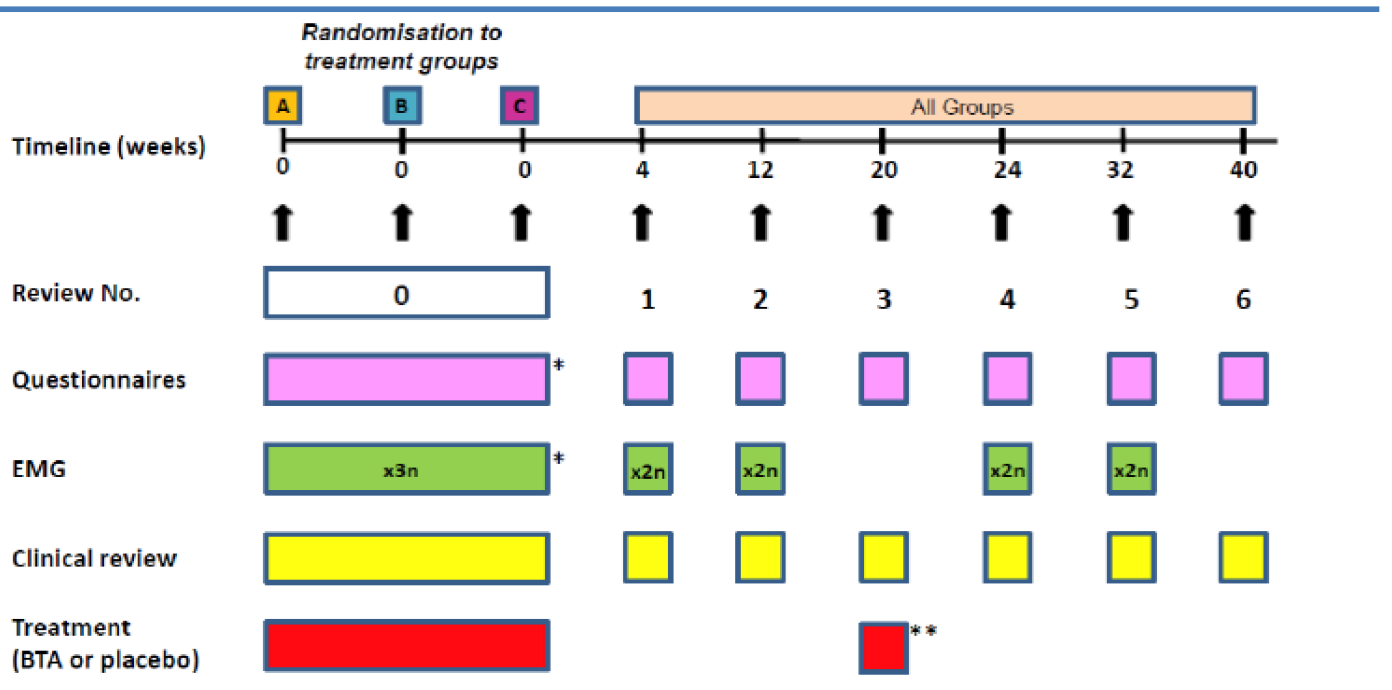 Randomisation to
treatment groups
A B C All Groups
Timeline (weeks)
0 0 0 4 12 20 24 32 40
Review No. 0 1 2 3 4 5 6
Questionnaires *
EMG x3n * x2n x2n x2n x2n
Clinical review
Treatment
(BTA or placebo) **